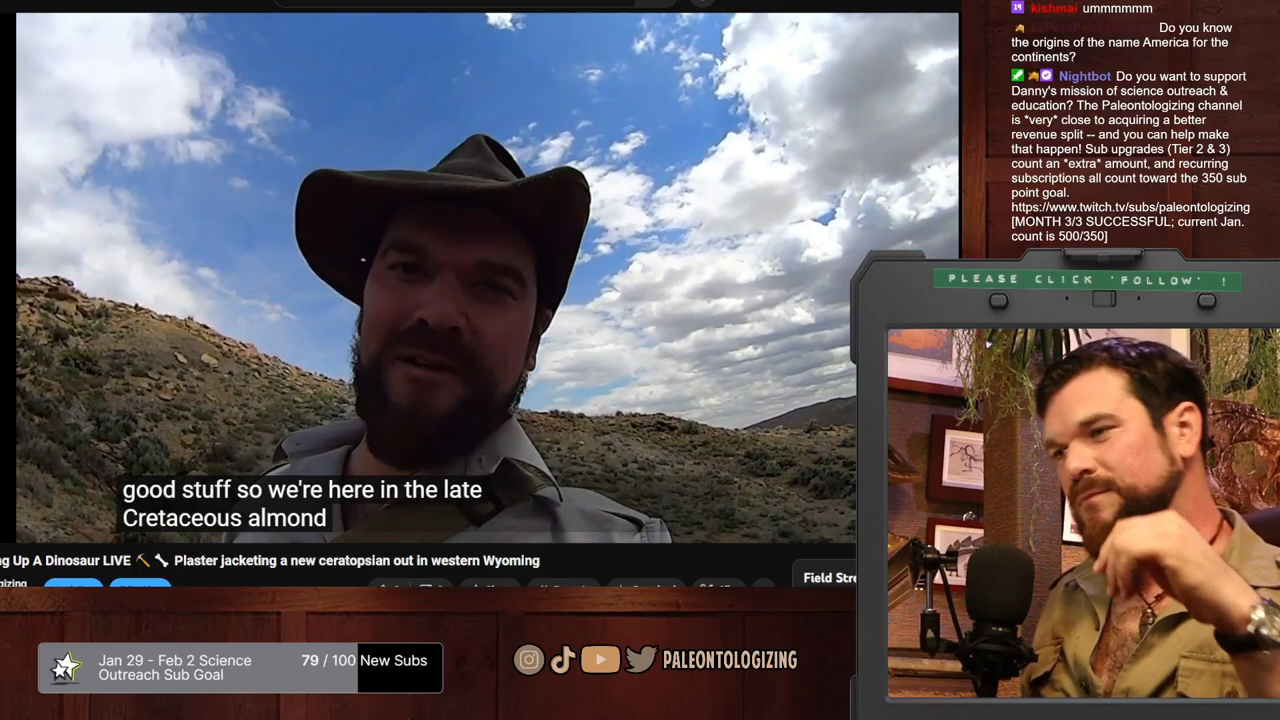 kishmai ummmmmm
Do you know
the origins of the name America for the
continents?
Nightbot Do you want to support
Danny's mission of science outreach &
education? The Paleontologizing channel
is *very* close to acquiring a better
revenue split -- and you can help make
that happen! Sub upgrades (Tier 2 & 3)
count an *extra* amount, and recurring
subscriptions all count toward the 350 sub
point goal.
https://www.twitch.tv/subs/paleontologizing
[MONTH 3/3 SUCCESSFUL; current Jan.
count is 500/350]
PLEASE CLICK 'FOLLOW' !
good stuff so we're here in the late
Cretaceous almond
ng Up A Dinosaur LIVE Plaster jacketing a new ceratopsian out in western Wyoming
gizing
Field Stre
Jan 29 - Feb 2 Science
Outreach Sub Goal
79 / 100 New Subs
PALEONTOLOGIZING